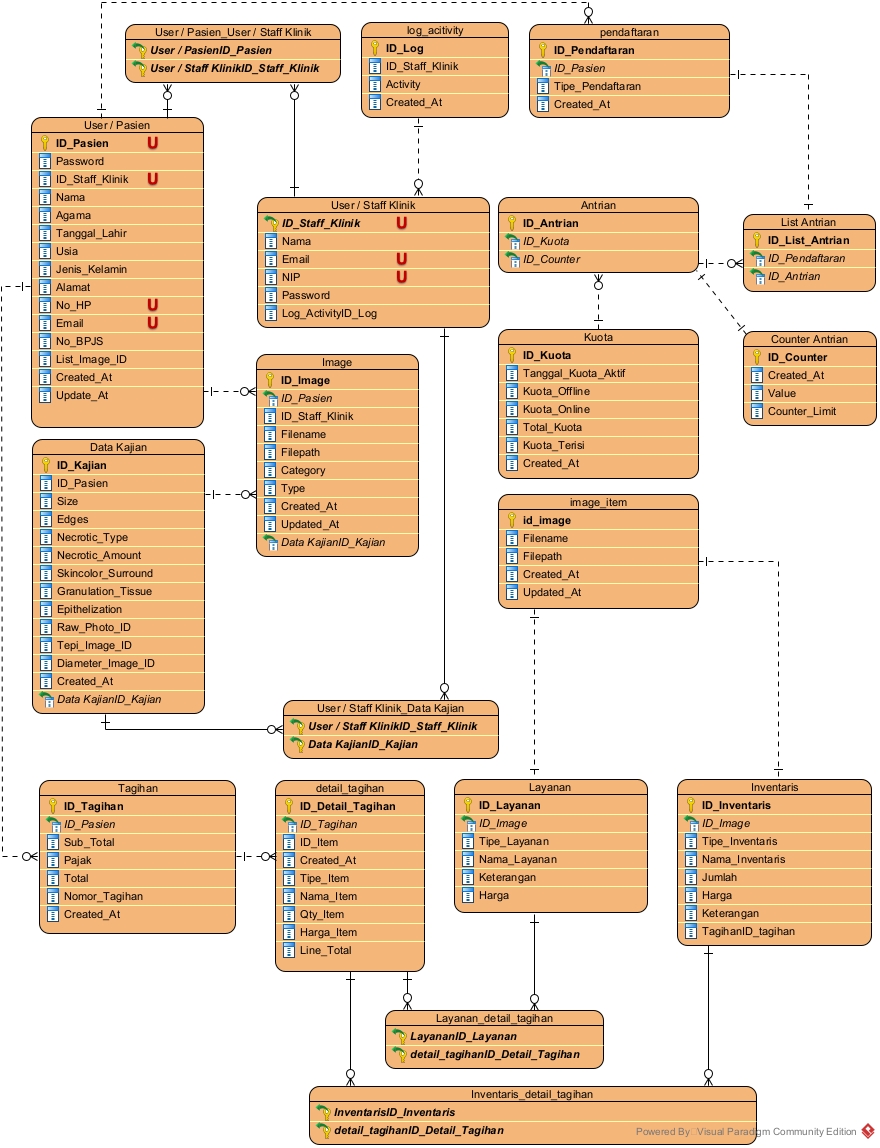 User / Pasien_User / Staff Klinik
User / PasienID_Pasien
User / Staff KlinikID_Staff_Klinik
log_acitivity
ID_Log
ID_Staff_Klinik
Activity
Created_At
pendaftaran
ID_Pendaftaran
ID_Pasien
Tipe_Pendaftaran
Created_At
User / Pasien
ID_Pasien
Password
ID_Staff_Klinik
Nama
Agama
Tanggal_Lahir
Usia
Jenis_Kelamin
Alamat
No_HP
Email
No_BPJS
List_Image_ID
Created_At
Update_At
User / Staff Klinik
ID_Staff_Klinik
Nama
Email
NIP
Password
Log_ActivityID_Log
Antrian
ID_Antrian
ID_Kuota
ID_Counter
List Antrian
ID_List_Antrian
ID_Pendaftaran
ID_Antrian
Kuota
ID_Kuota
Tanggal_Kuota_Aktif
Kuota_Offline
Kuota_Online
Total_Kuota
Kuota_Terisi
Created_At
Counter Antrian
ID_Counter
Created_At
Value
Counter_Limit
Image
ID_Image
ID_Pasien
ID_Staff_Klinik
Filename
Filepath
Category
Type
Created_At
Updated_At
Data KajianID_Kajian
Data Kajian
ID_Kajian
ID_Pasien
Size
Edges
Necrotic_Type
Necrotic_Amount
Skincolor_Surround
Granulation_Tissue
Epithelization
Raw_Photo_ID
Tepi_Image_ID
Diameter_Image_ID
Created_At
Data KajianID_Kajian
image_item
id_image
Filename
Filepath
Created_At
Updated_At
User / Staff Klinik_Data Kajian
User / Staff KlinikID_Staff_Klinik
Data KajianID_Kajian
Tagihan
ID_Tagihan
ID_Pasien
Sub_Total
Pajak
Total
Nomor_Tagihan
Created_At
detail_tagihan
ID_Detail_Tagihan
ID_Tagihan
ID_Item
Created_At
Tipe_Item
Nama_Item
Qty_Item
Harga_Item
Line_Total
Layanan
ID_Layanan
ID_Image
Tipe_Layanan
Nama_Layanan
Keterangan
Harga
Inventaris
ID_Inventaris
ID_Image
Tipe_Inventaris
Nama_Inventaris
Jumlah
Harga
Keterangan
TagihanID_tagihan
Layanan_detail_tagihan
LayananID_Layanan
detail_tagihanID_Detail_Tagihan
Inventaris_detail_tagihan
InventarisID_Inventaris
detail_tagihanID_Detail_Tagihan
Powered By Visual Paradigm Community Edition